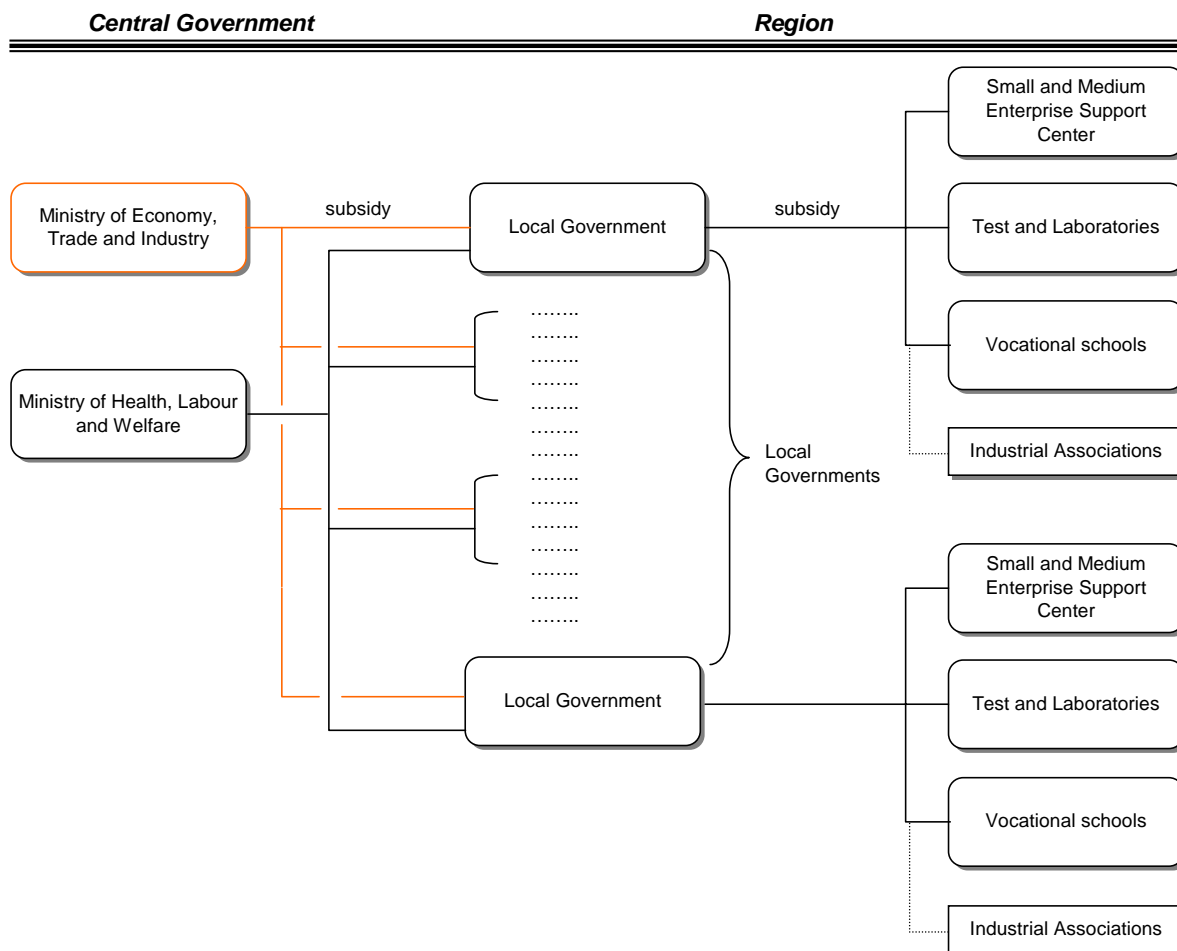 Central Government
Region
Small and Medium
Enterprise Support
Center
Ministry of Economy,
Trade and Industry
subsidy
Local Government
subsidy
Test and Laboratories
……..
……..
……..
……..
……..
……..
……..
……..
……..
……..
……..
……..
……..
……..
Vocational schools
Ministry of Health, Labour
and Welfare
Local
Governments
Industrial Associations
Small and Medium
Enterprise Support
Center
Local Government
Test and Laboratories
Vocational schools
Industrial Associations